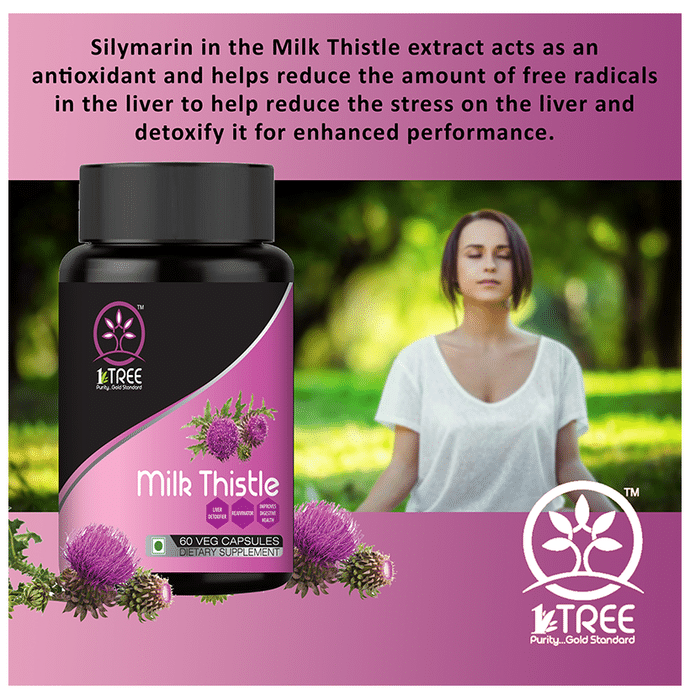 Silymarin in the Milk Thistle extract acts as an
antioxidant and helps reduce the amount of free radicals
in the liver to help reduce the stress on the liver and
detoxify it for enhanced performance.
TM
1TREE
Purity...Gold Standard
Milk Thistle
LIVER
DETOXIFIER
REJUVINATOR
IMPROVES
DIGESTIVE
HEALTH
60 VEG CAPSULES
DIETARY SUPPLEMENT
TM
1TREE
Purity...Gold Standard